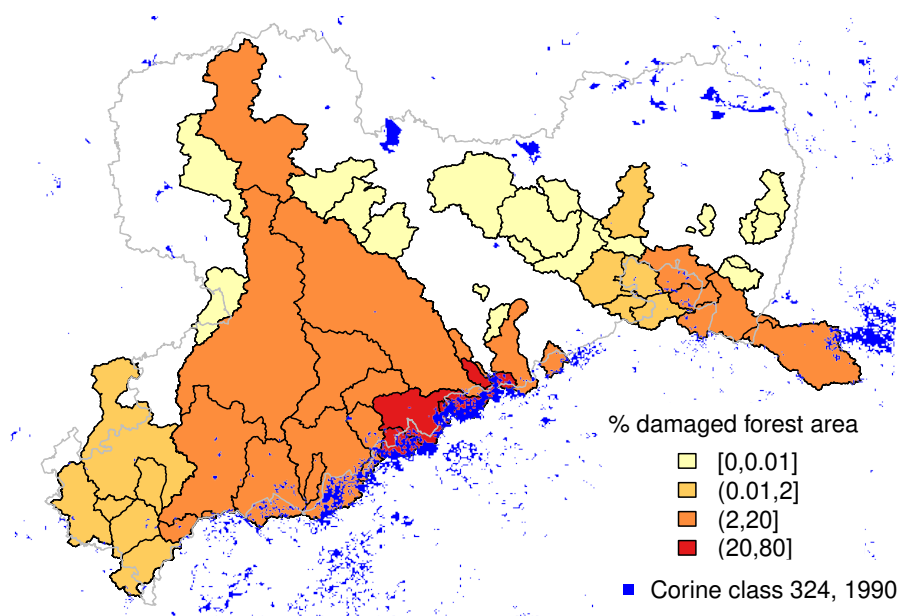 % damaged forest area
[0,0.01]
(0.01,2]
(2,20]
(20,80]
Corine class 324, 1990